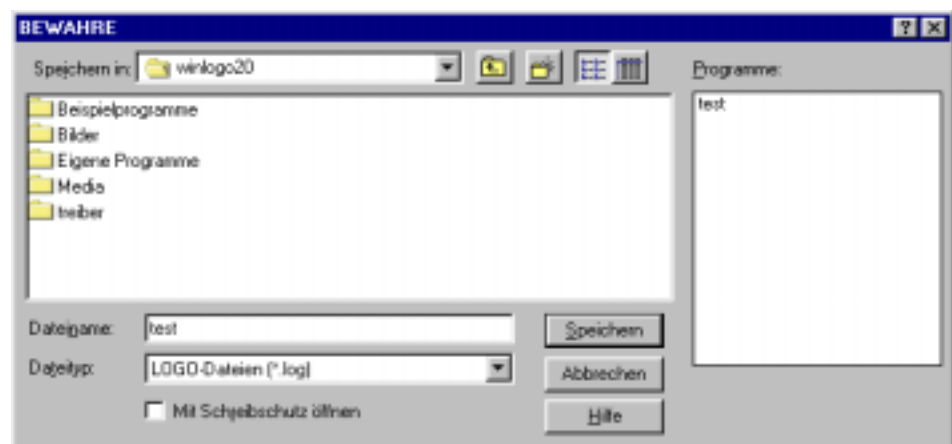 BEWAHRE
Speichern in: winlogo20
Programme:
Beispielprogramme
Bilder
Eigene Programme
Media
treiber
test
Dateiname: test
Speichern
Dateityp: LOGO-Dateien (*.log)
Abbrechen
Mit Schreibschutz öffnen
Hilfe